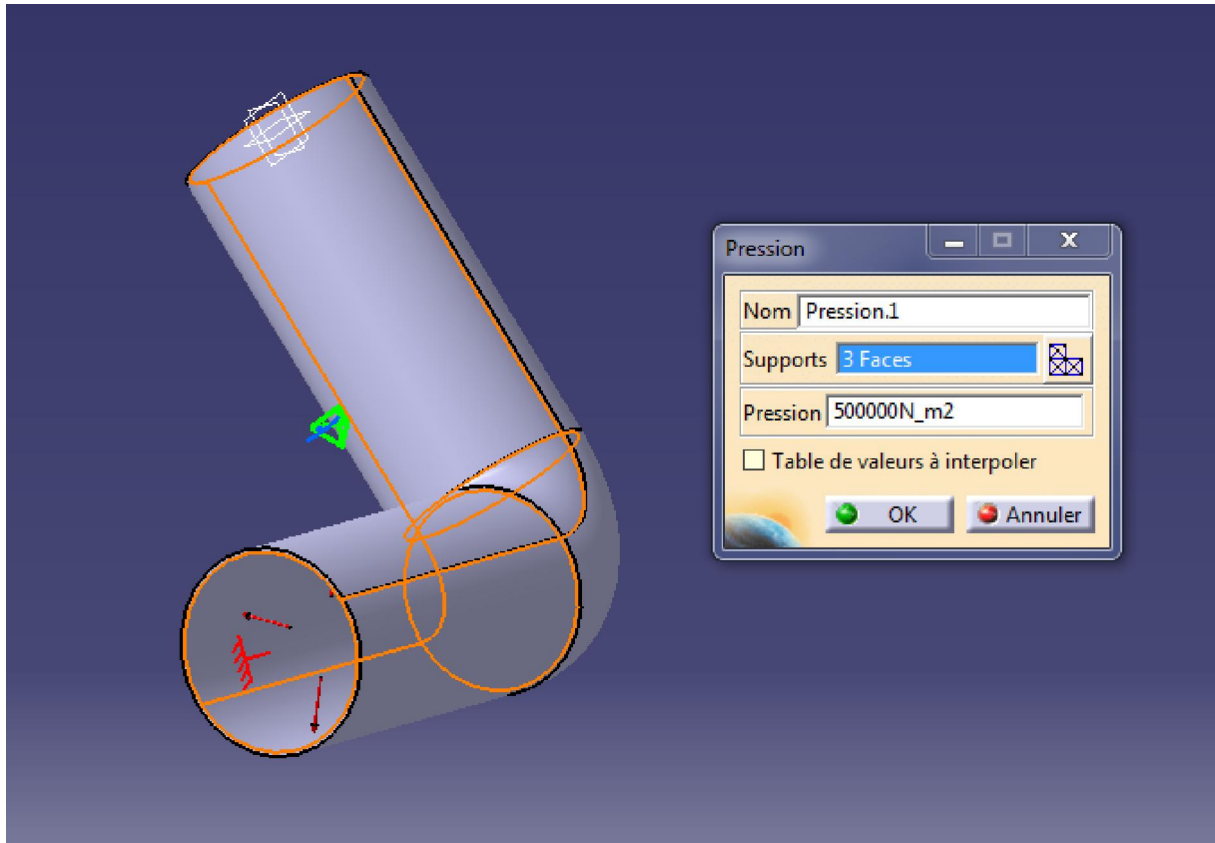 Pression
X
Nom Pression.1
Supports 3 Faces
Pression 500000N_m2
Table de valeurs à interpoler
OK Annuler